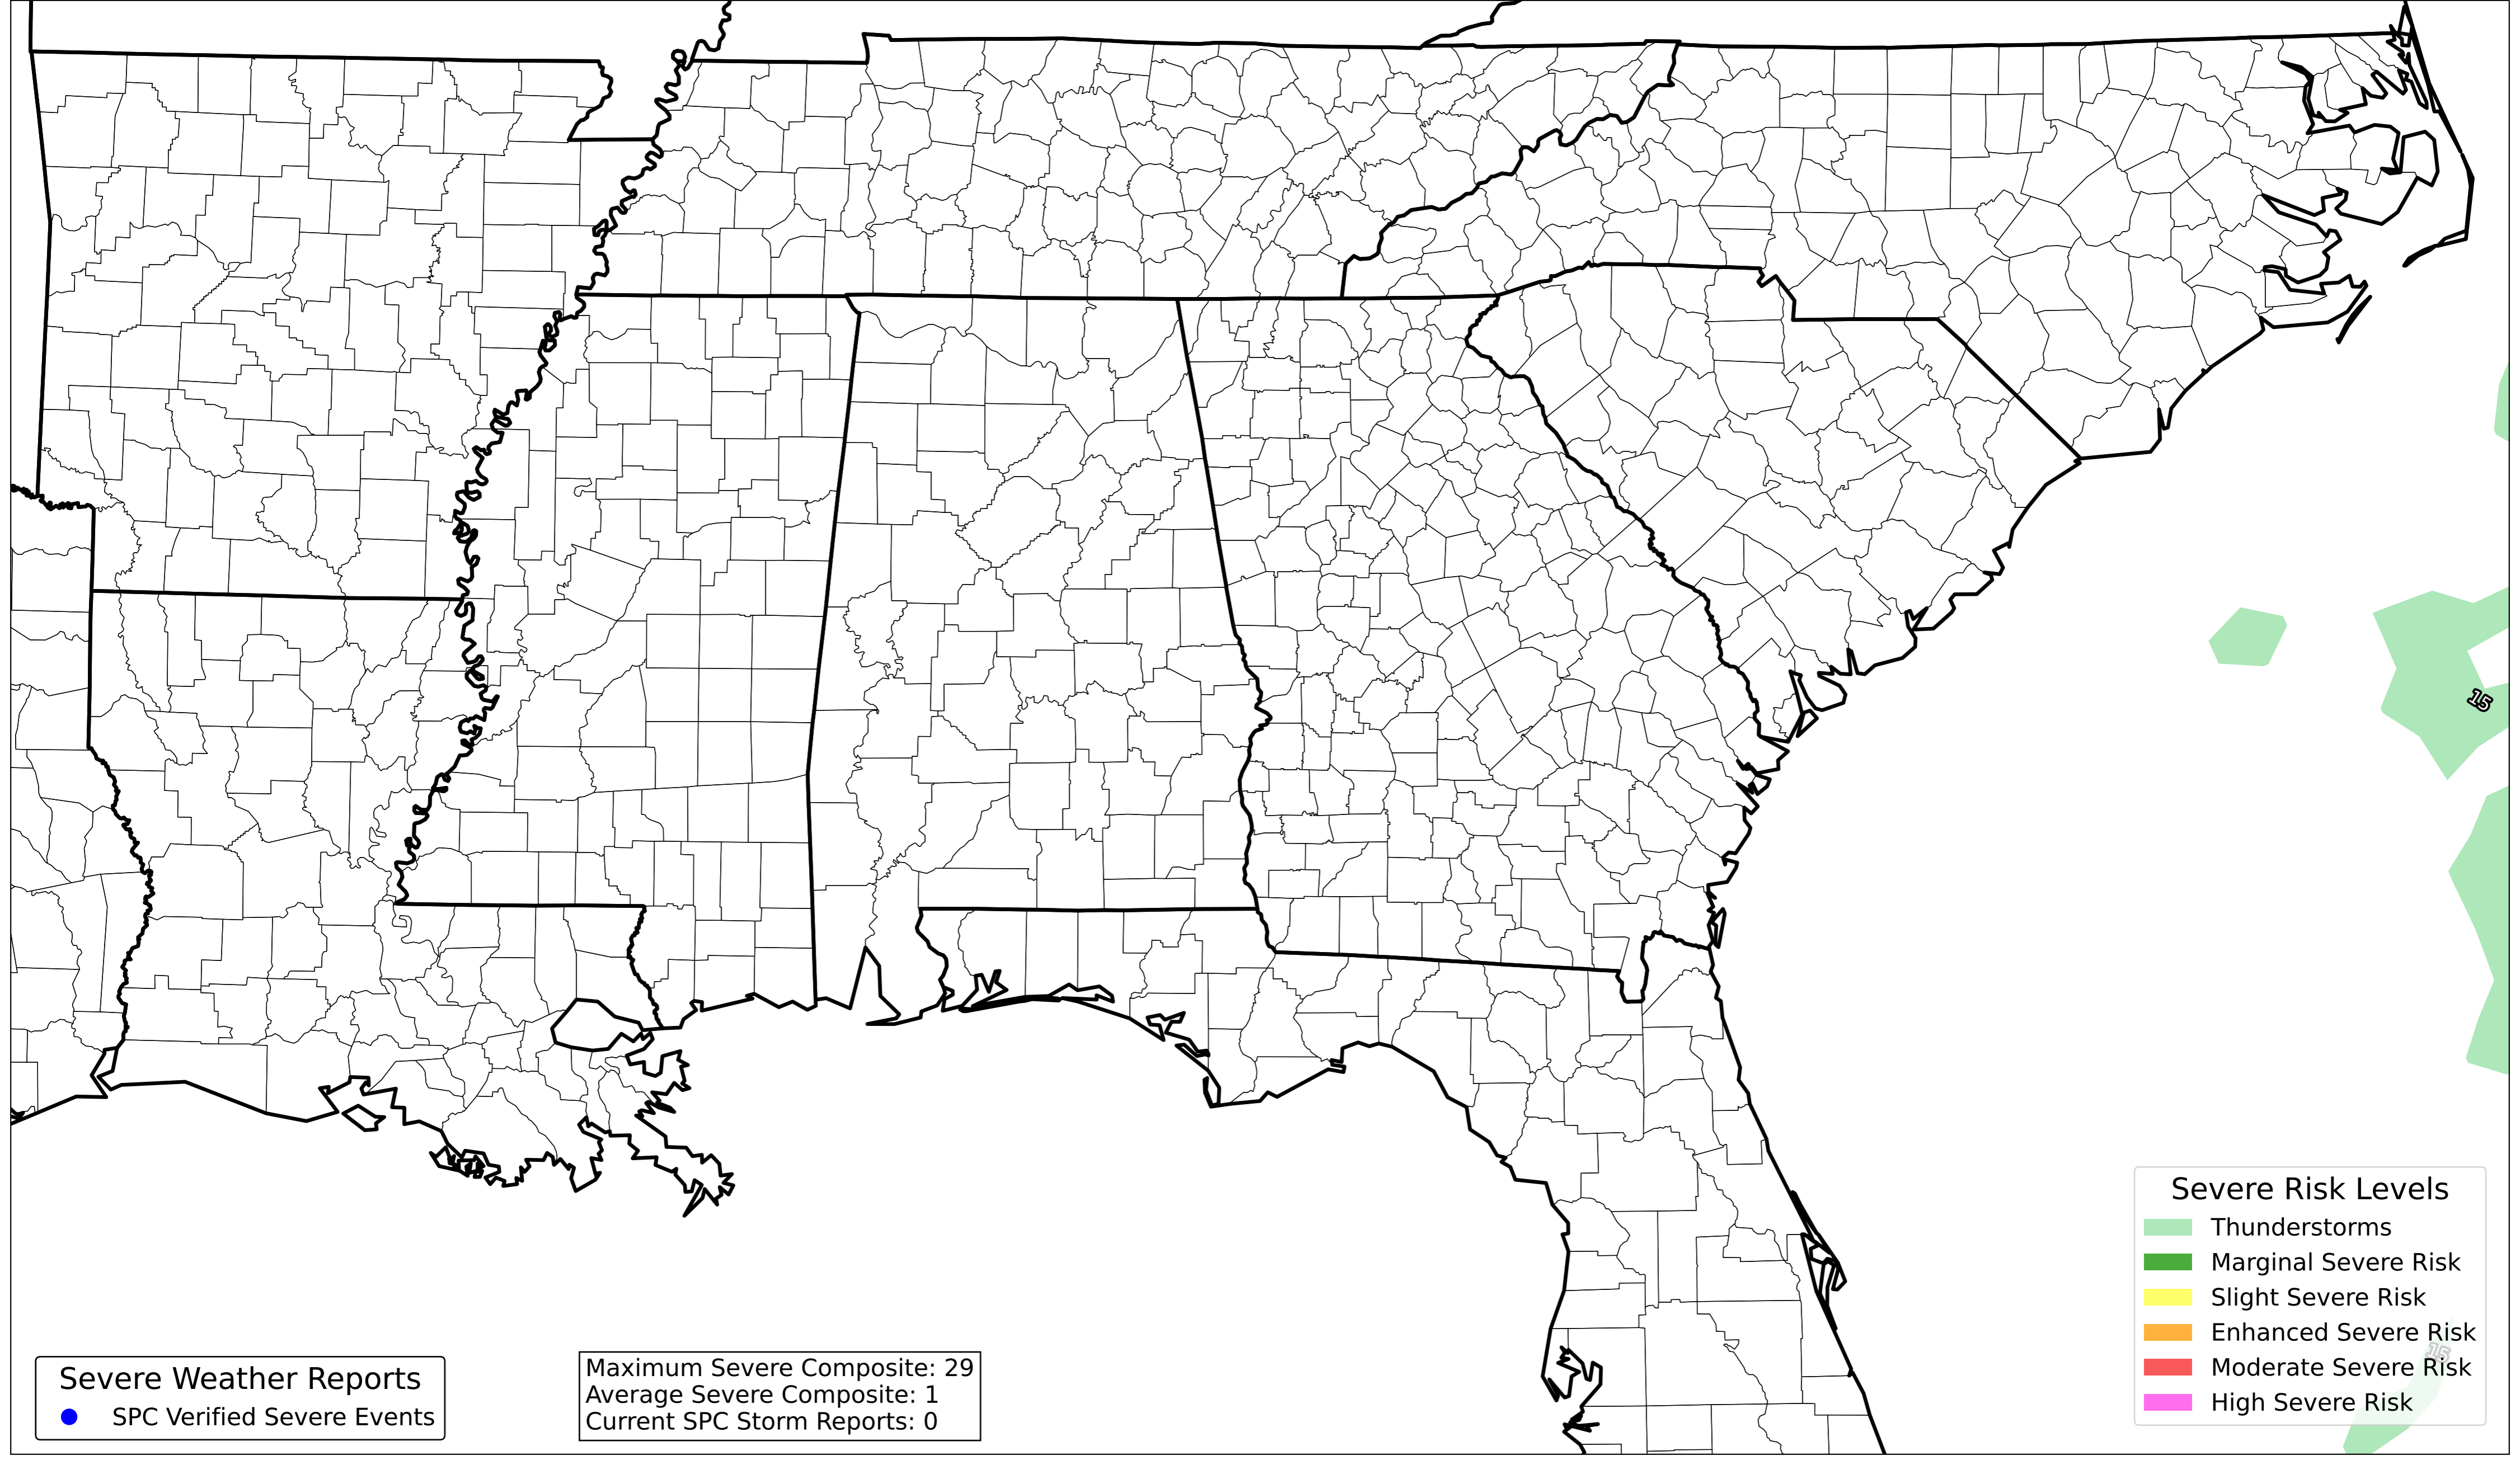 15
Severe Risk Levels
Thunderstorms
Marginal Severe Risk
Slight Severe Risk
Enhanced Severe Risk
15
Moderate Severe Risk
High Severe Risk
Severe Weather Reports
SPC Verified Severe Events
Maximum Severe Composite: 29
Average Severe Composite: 1
Current SPC Storm Reports: 0